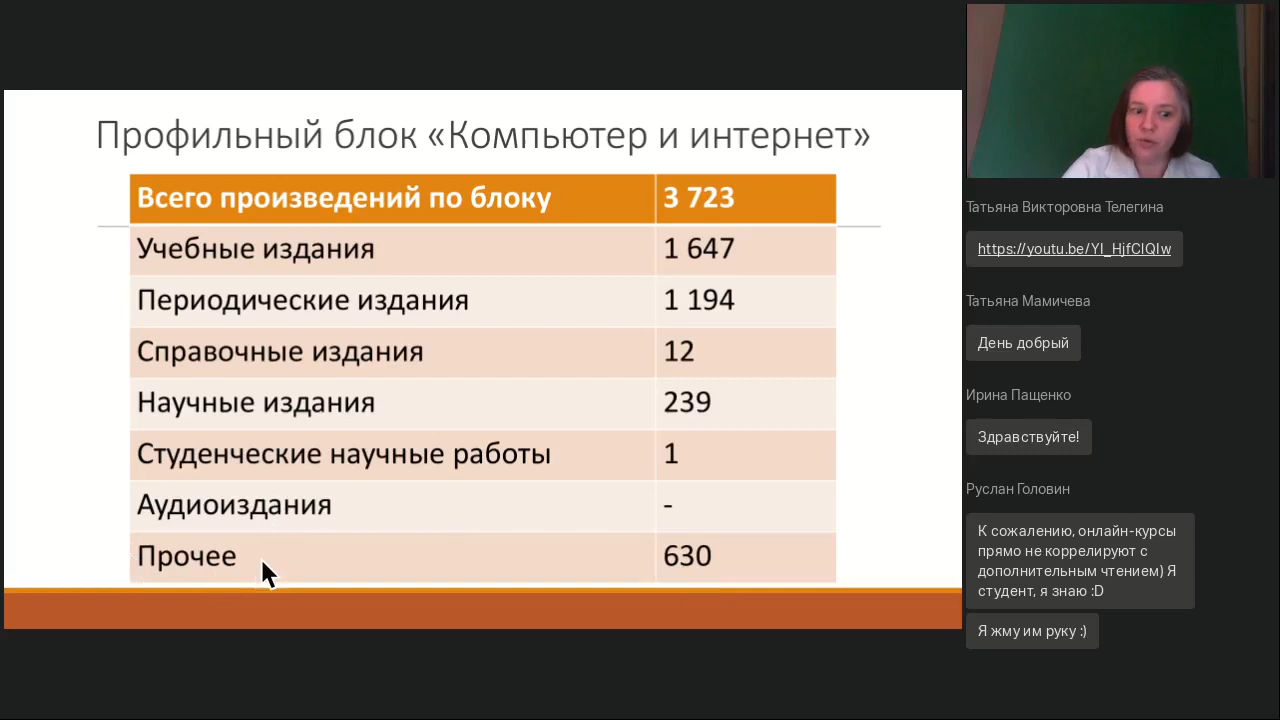 Профильный блок «Компьютер и интернет»
Всего произведений по блоку 3 723
Учебные издания 1 647
Периодические издания 1 194
Справочные издания 12
Научные издания 239
Студенческие научные работы 1
Аудиоиздания -
Прочее 630
Татьяна Викторовна Телегина
https://youtu.be/YI_HjfClQIw
Татьяна Мамичева
День добрый
Ирина Пащенко
Здравствуйте!
Руслан Головин
К сожалению, онлайн-курсы
прямо не коррелируют с
дополнительным чтением) Я
студент, я знаю :D
Я жму им руку :)